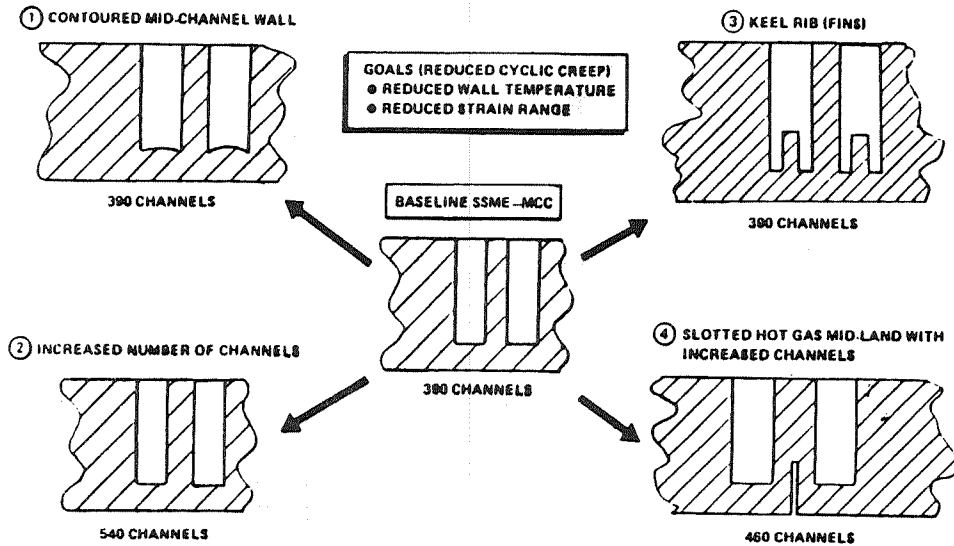 ① CONTOURED MID-CHANNEL WALL
390 CHANNELS
GOALS (REDUCED CYCLIC CREEP)
● REDUCED WALL TEMPERATURE
● REDUCED STRAIN RANGE
③ KEEL RIB (FINS)
390 CHANNELS
BASELINE SSME-MCC
390 CHANNELS
② INCREASED NUMBER OF CHANNELS
540 CHANNELS
④ SLOTTED HOT GAS MID-LAND WITH
INCREASED CHANNELS
460 CHANNELS